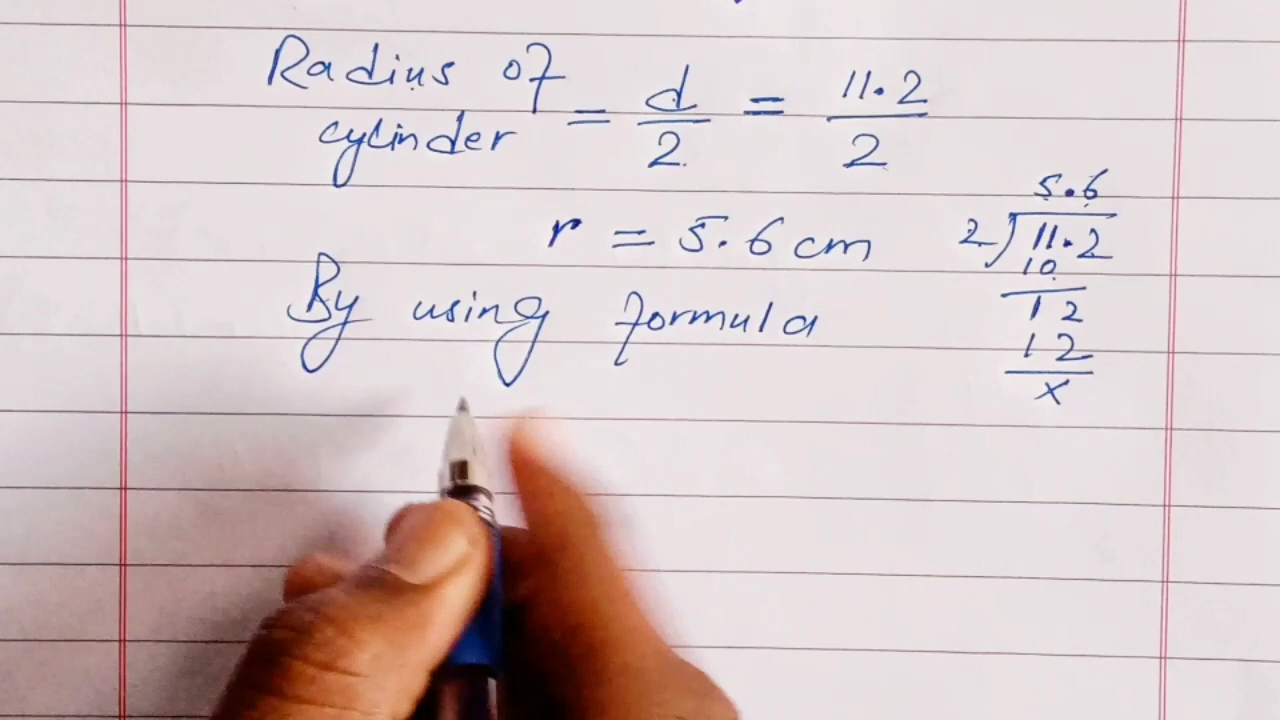 Radius of
cylinder = d/2 = 11.2/2
r = 5.6 cm
By using formula
5.6
2)11.2
10
12
12
x